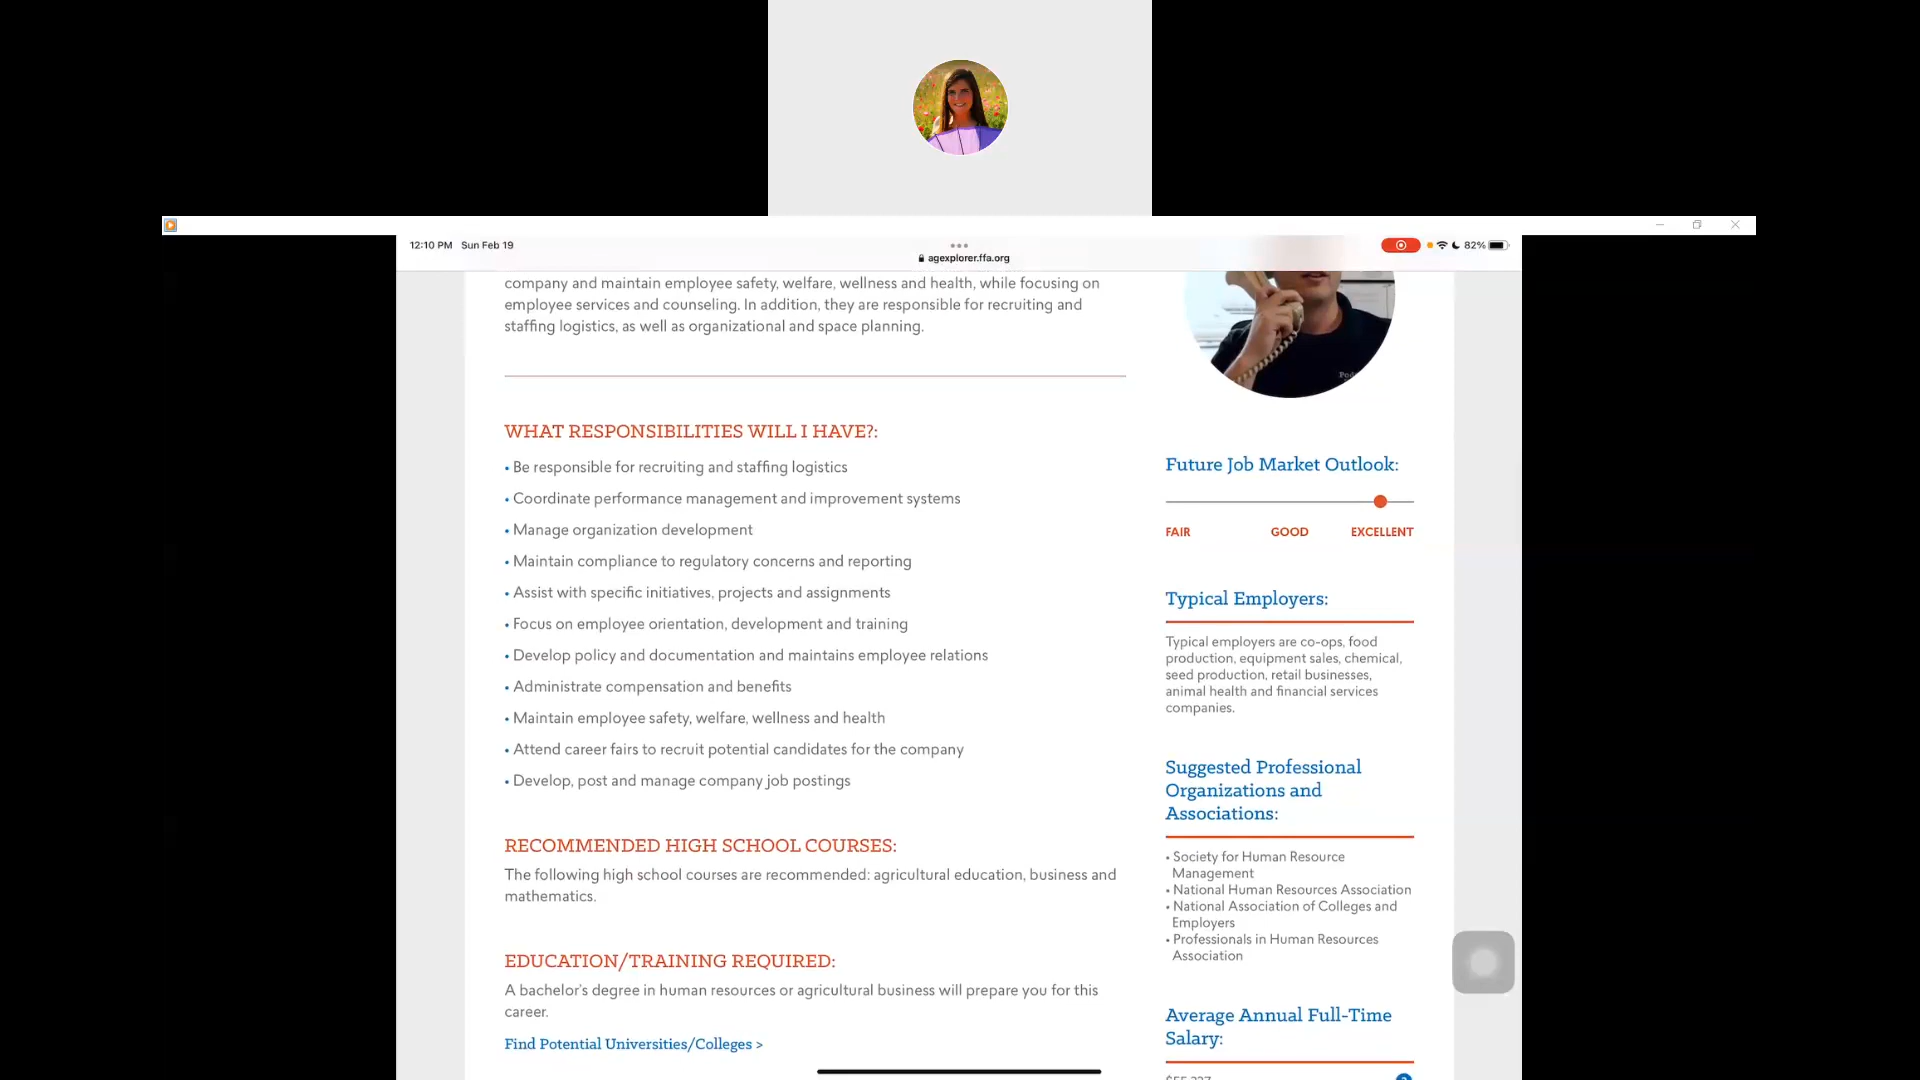 12:10 PM Sun Feb 19
82%
agexplorer.ffa.org
company and maintain employee safety, welfare, wellness and health, while focusing on
employee services and counseling. In addition, they are responsible for recruiting and
staffing logistics, as well as organizational and space planning.
WHAT RESPONSIBILITIES WILL I HAVE?:
• Be responsible for recruiting and staffing logistics
• Coordinate performance management and improvement systems
• Manage organization development
• Maintain compliance to regulatory concerns and reporting
• Assist with specific initiatives, projects and assignments
• Focus on employee orientation, development and training
• Develop policy and documentation and maintains employee relations
• Administrate compensation and benefits
• Maintain employee safety, welfare, wellness and health
• Attend career fairs to recruit potential candidates for the company
• Develop, post and manage company job postings
RECOMMENDED HIGH SCHOOL COURSES:
The following high school courses are recommended: agricultural education, business and
mathematics.
EDUCATION/TRAINING REQUIRED:
A bachelor's degree in human resources or agricultural business will prepare you for this
career.
Find Potential Universities/Colleges >
Future Job Market Outlook:
FAIR GOOD EXCELLENT
Typical Employers:
Typical employers are co-ops, food
production, equipment sales, chemical,
seed production, retail businesses,
animal health and financial services
companies.
Suggested Professional
Organizations and
Associations:
• Society for Human Resource
Management
• National Human Resources Association
• National Association of Colleges and
Employers
• Professionals in Human Resources
Association
Average Annual Full-Time
Salary: